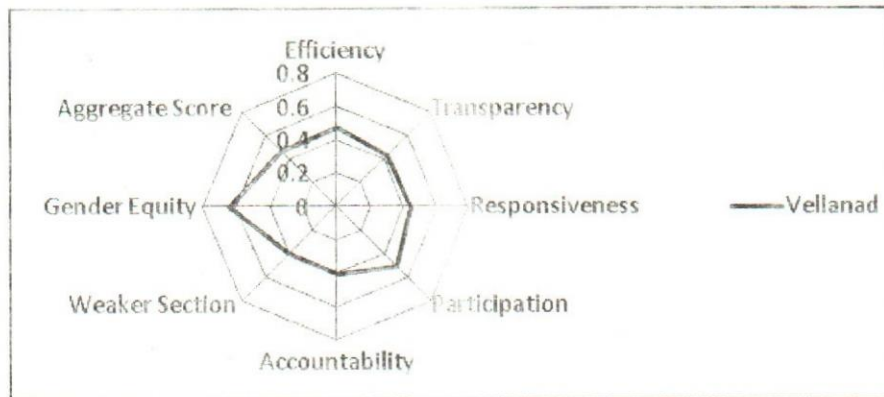 Efficiency
0.8
Aggregate Score
0.6
Transparency
0.4
0.2
Gender Equity
0
Responsiveness
Vellanad
Weaker Section
Participation
Accountability